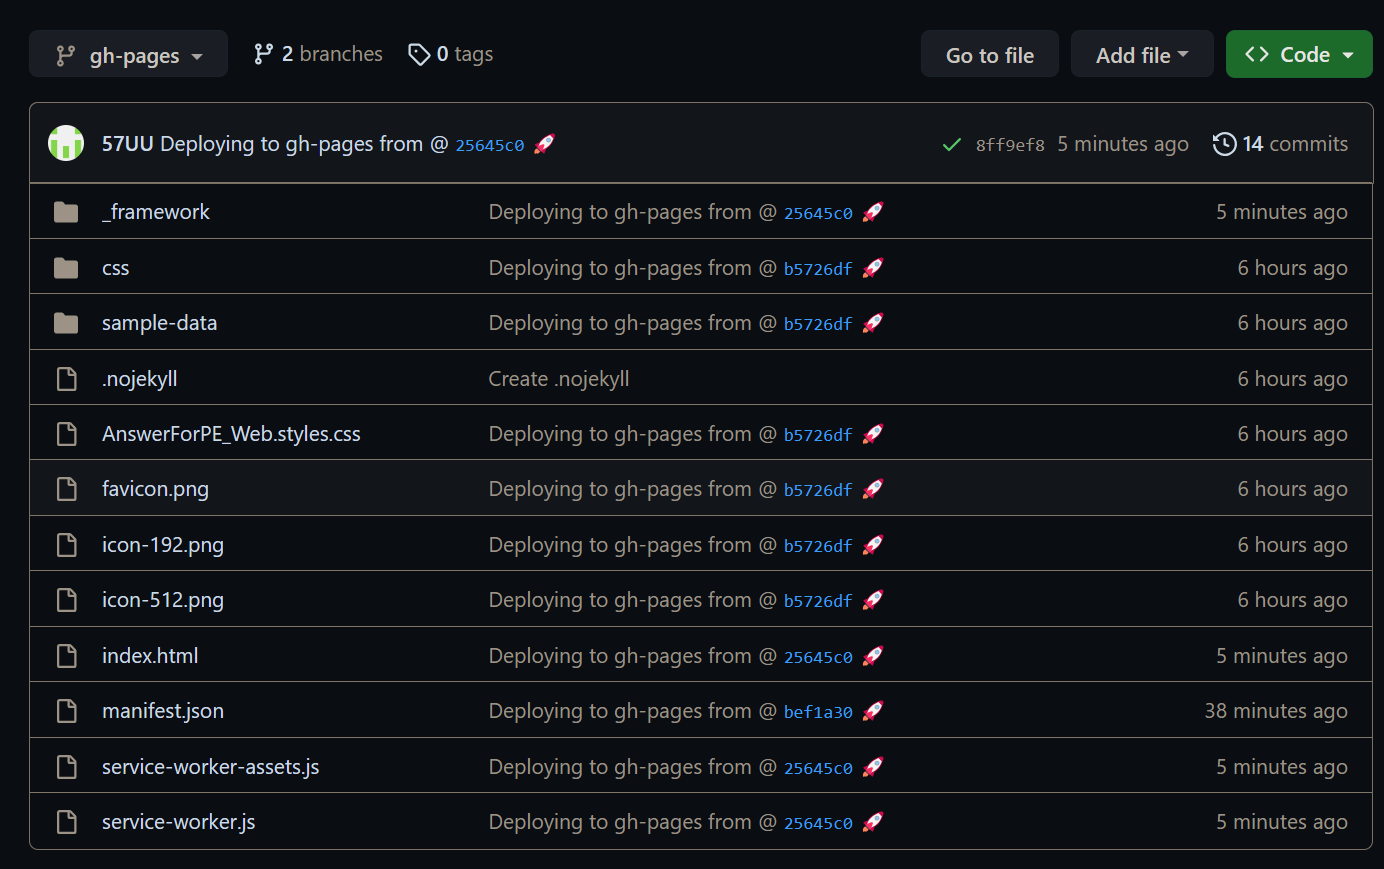 gh-pages 2 branches 0 tags Go to file Add file Code
57UU Deploying to gh-pages from @ 25645c0 🚀 8ff9ef8 5 minutes ago 14 commits
_framework Deploying to gh-pages from @ 25645c0 🚀 5 minutes ago
css Deploying to gh-pages from @ b5726df 🚀 6 hours ago
sample-data Deploying to gh-pages from @ b5726df 🚀 6 hours ago
.nojekyll Create .nojekyll 6 hours ago
AnswerForPE_Web.styles.css Deploying to gh-pages from @ b5726df 🚀 6 hours ago
favicon.png Deploying to gh-pages from @ b5726df 🚀 6 hours ago
icon-192.png Deploying to gh-pages from @ b5726df 🚀 6 hours ago
icon-512.png Deploying to gh-pages from @ b5726df 🚀 6 hours ago
index.html Deploying to gh-pages from @ 25645c0 🚀 5 minutes ago
manifest.json Deploying to gh-pages from @ bef1a30 🚀 38 minutes ago
service-worker-assets.js Deploying to gh-pages from @ 25645c0 🚀 5 minutes ago
service-worker.js Deploying to gh-pages from @ 25645c0 🚀 5 minutes ago